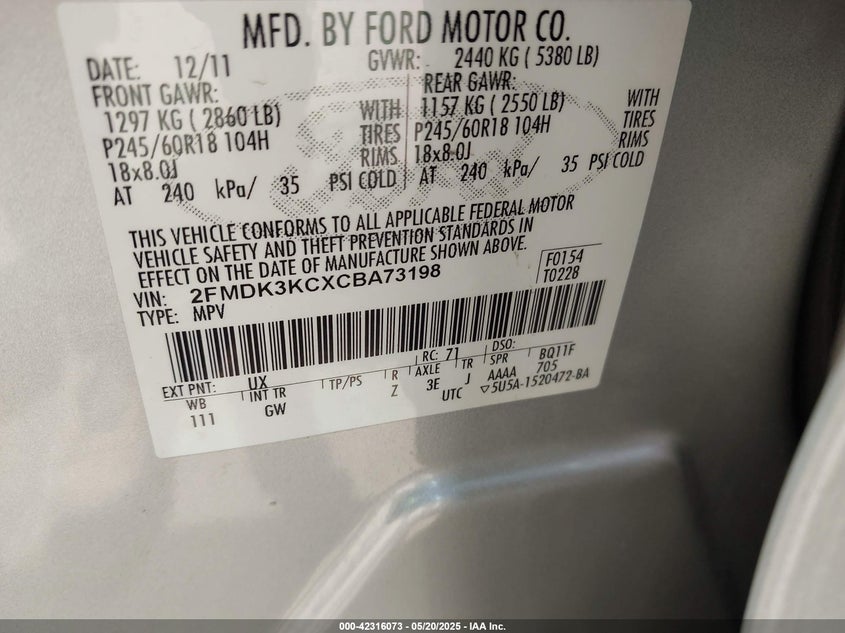 MFD. BY FORD MOTOR CO.
DATE: 12/11 GVWR: 2440 KG ( 5380 LB)
FRONT GAWR: REAR GAWR:
1297 KG ( 2860 LB) WITH 1157 KG ( 2550 LB) WITH
P245/60R18 104H TIRES P245/60R18 104H TIRES
18x8.0J RIMS 18x8.0J RIMS
AT 240 kPa/ 35 PSI COLD AT 240 kPa/ 35 PSI COLD
THIS VEHICLE CONFORMS TO ALL APPLICABLE FEDERAL MOTOR
VEHICLE SAFETY AND THEFT PREVENTION STANDARDS IN
EFFECT ON THE DATE OF MANUFACTURE SHOWN ABOVE.
VIN: 2FMDK3KCXCBA73198 F0154
TYPE: MPV T0228
RC: 71 DSO:
EXT PNT: UX BQ11F
WB INT TR TP/PS R AXLE TR SPR 705
111 GW Z 3E J AAAA
UTC ▽5U5A-1520472-BA
000-42316073 — 05/20/2025 — IAA Inc.